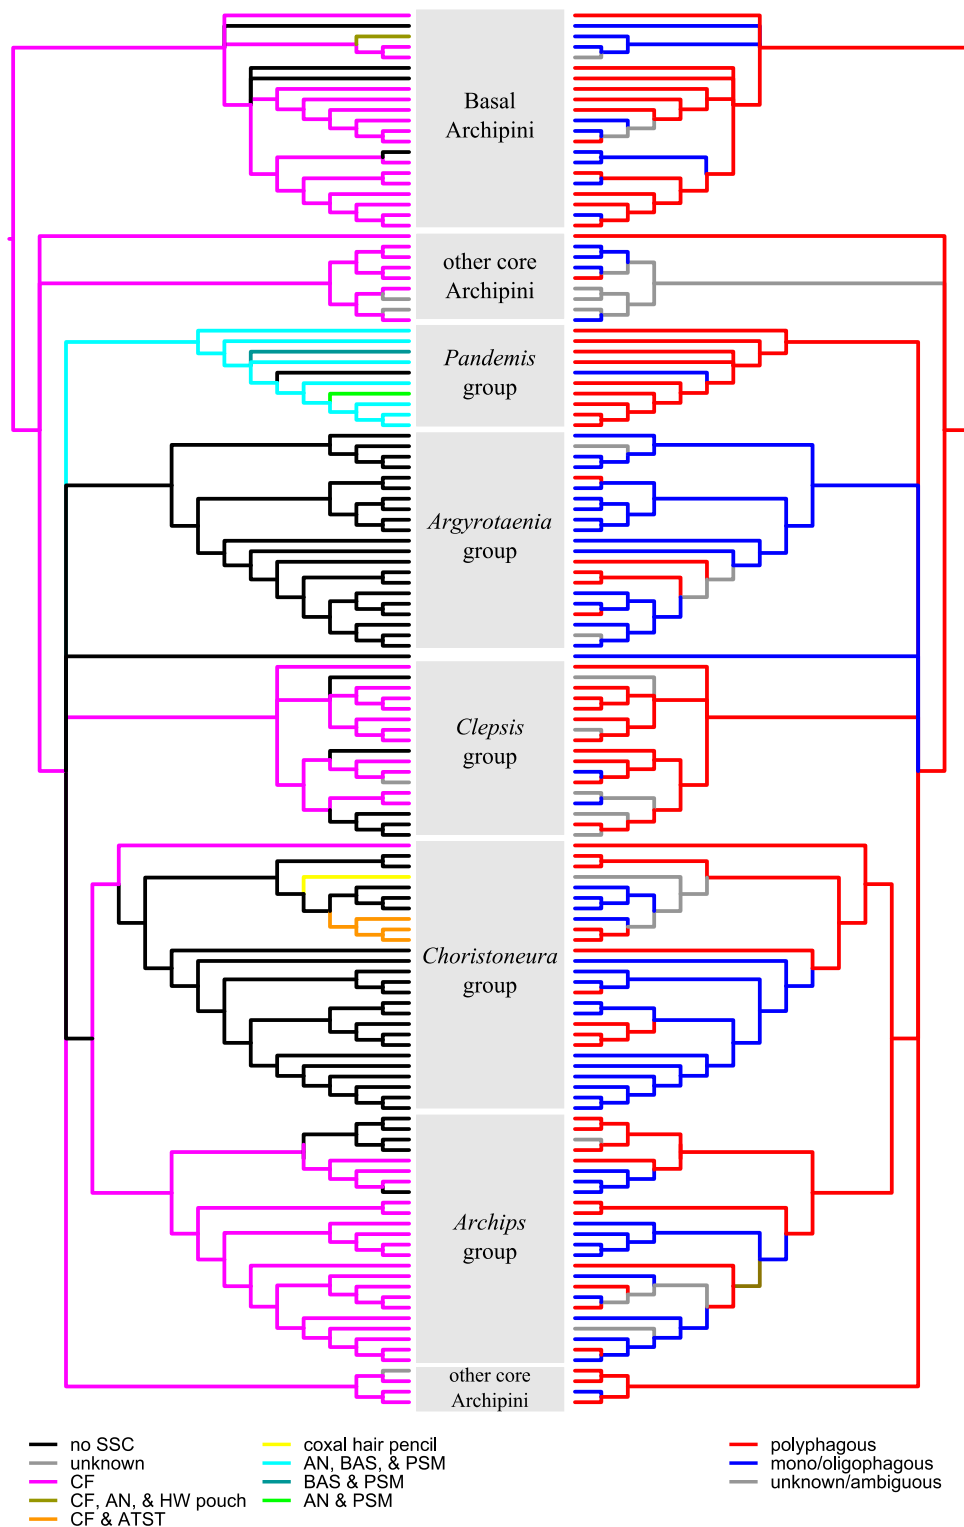 Basal
Archipini
other core
Archipini
Pandemis
group
Argyrotaenia
group
Clepsis
group
Choristoneura
group
Archips
group
other core
Archipini
no SSC
unknown
CF
CF, AN, & HW pouch
CF & ATST
coxal hair pencil
AN, BAS, & PSM
BAS & PSM
AN & PSM
polyphagous
mono/oligophagous
unknown/ambiguous